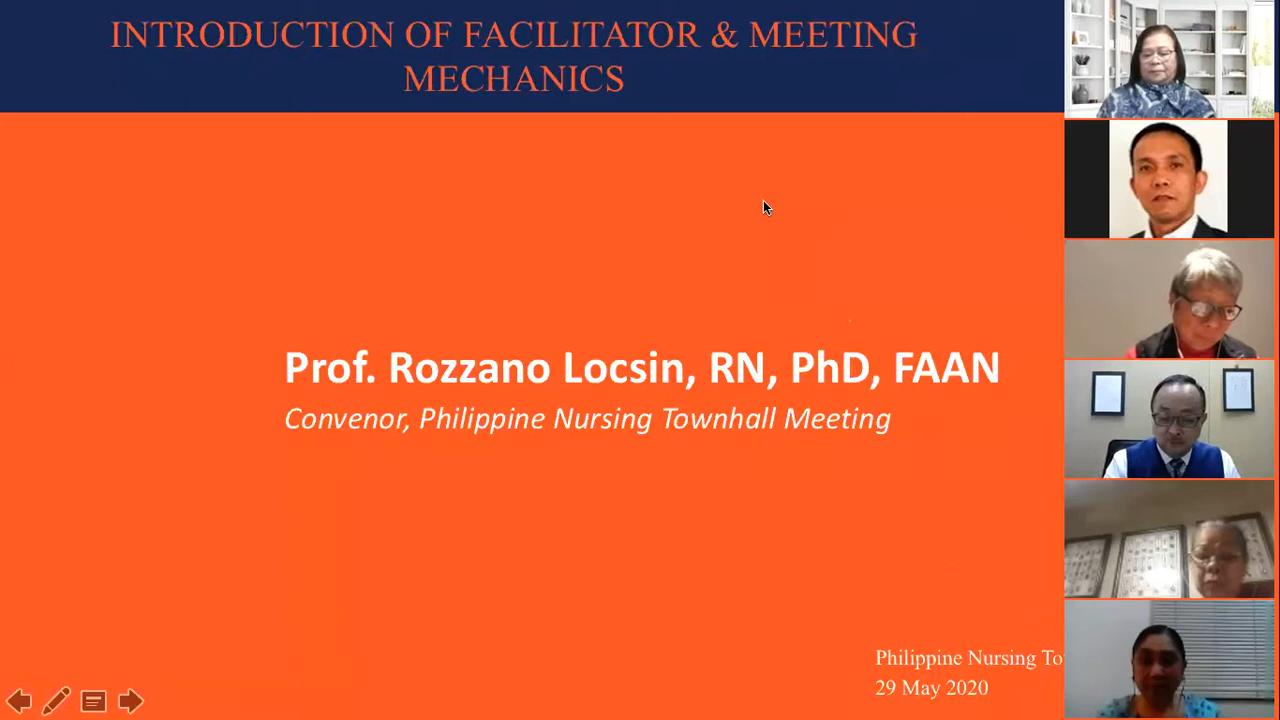 INTRODUCTION OF FACILITATOR & MEETING
MECHANICS
Prof. Rozzano Locsin, RN, PhD, FAAN
Convenor, Philippine Nursing Townhall Meeting
Philippine Nursing To
29 May 2020